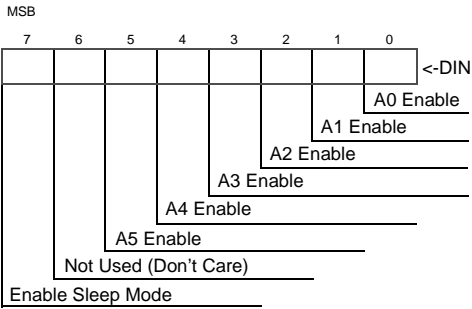 MSB
7 6 5 4 3 2 1 0
<-DIN
A0 Enable
A1 Enable
A2 Enable
A3 Enable
A4 Enable
A5 Enable
Not Used (Don't Care)
Enable Sleep Mode